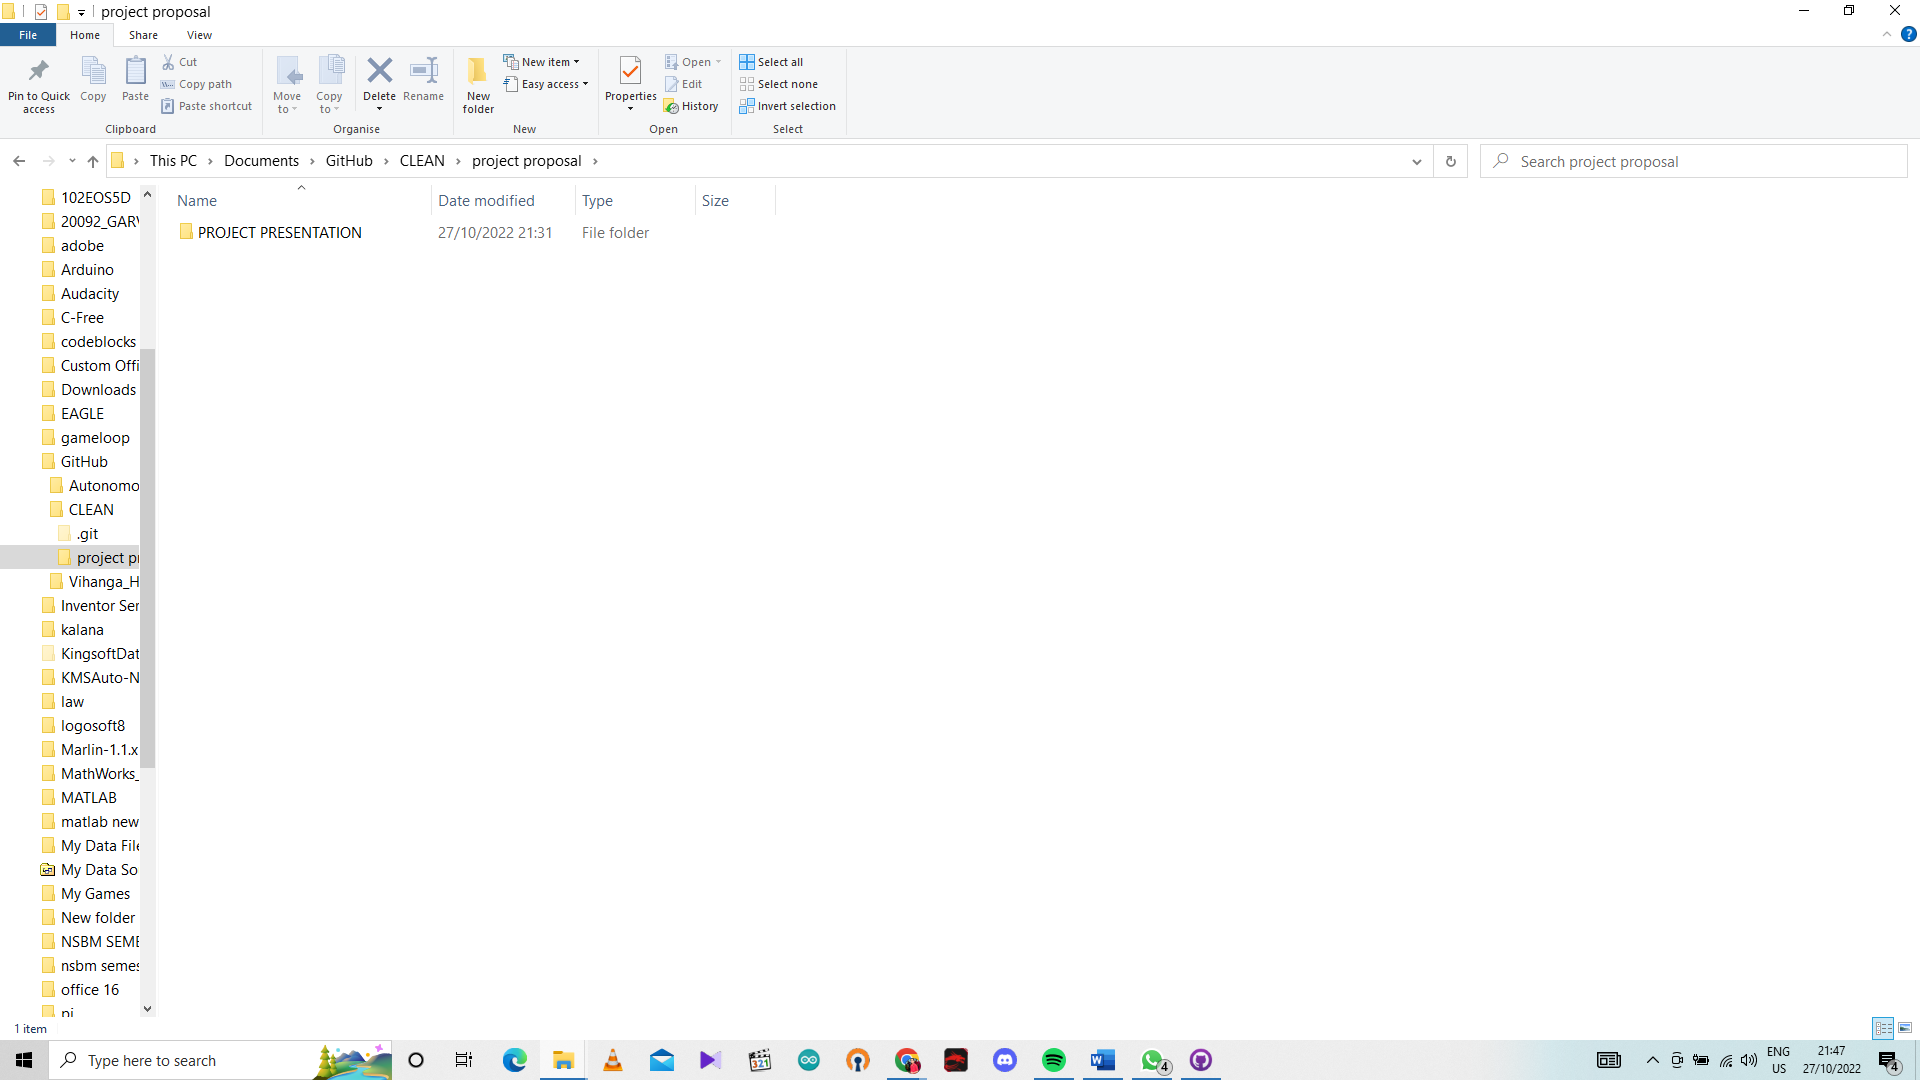 project proposal
File Home Share View
Pin to Quick access
Copy
Paste
Cut
Copy path
Paste shortcut
Clipboard
Move to
Copy to
Delete
Rename
Organise
New folder
New item
Easy access
New
Properties
Open
Edit
History
Open
Select all
Select none
Invert selection
Select
This PC > Documents > GitHub > CLEAN > project proposal >
Search project proposal
Name Date modified Type Size
PROJECT PRESENTATION 27/10/2022 21:31 File folder
102EOS5D
20092_GARV
adobe
Arduino
Audacity
C-Free
codeblocks
Custom Offi
Downloads
EAGLE
gameloop
GitHub
Autonomo
CLEAN
.git
project pr
Vihanga_H
Inventor Ser
kalana
KingsoftDat
KMSAuto-N
law
logosoft8
Marlin-1.1.x
MathWorks_
MATLAB
matlab new
My Data File
My Data So
My Games
New folder
NSBM SEME
nsbm semes
office 16
pi
1 item
Type here to search
321
4
ENG
US
21:47
27/10/2022
4